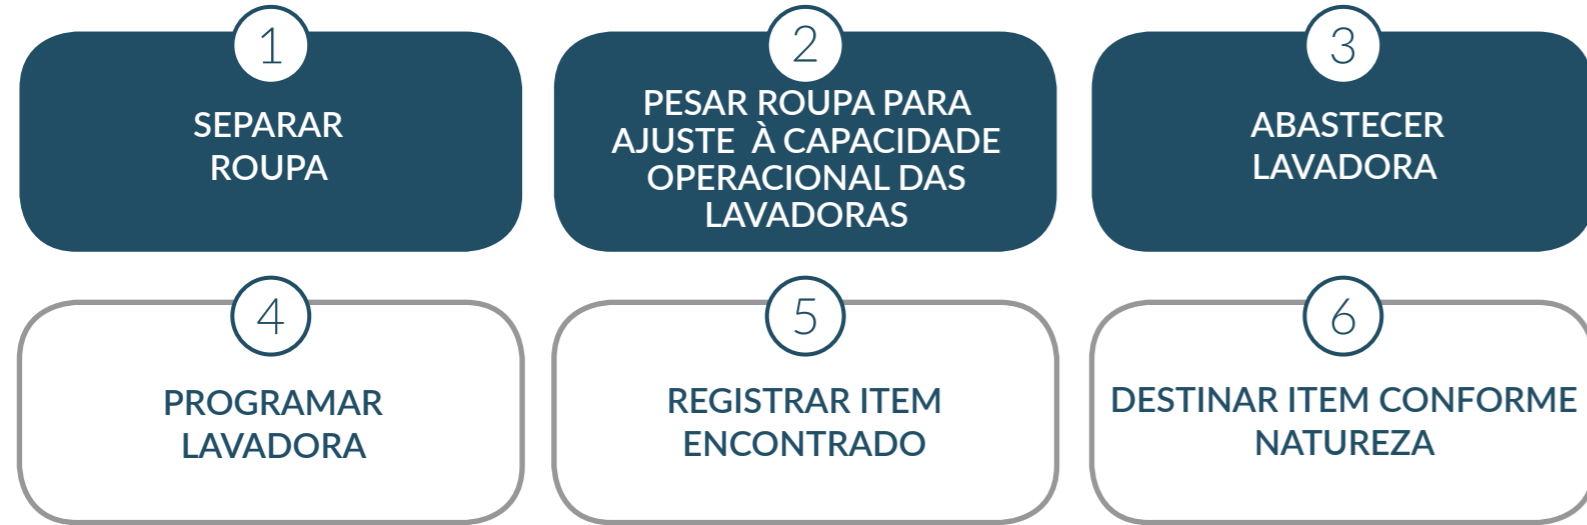 1
SEPARAR
ROUPA
2
PESAR ROUPA PARA
AJUSTE À CAPACIDADE
OPERACIONAL DAS
LAVADORAS
3
ABASTECER
LAVADORA
4
PROGRAMAR
LAVADORA
5
REGISTRAR ITEM
ENCONTRADO
6
DESTINAR ITEM CONFORME
NATUREZA